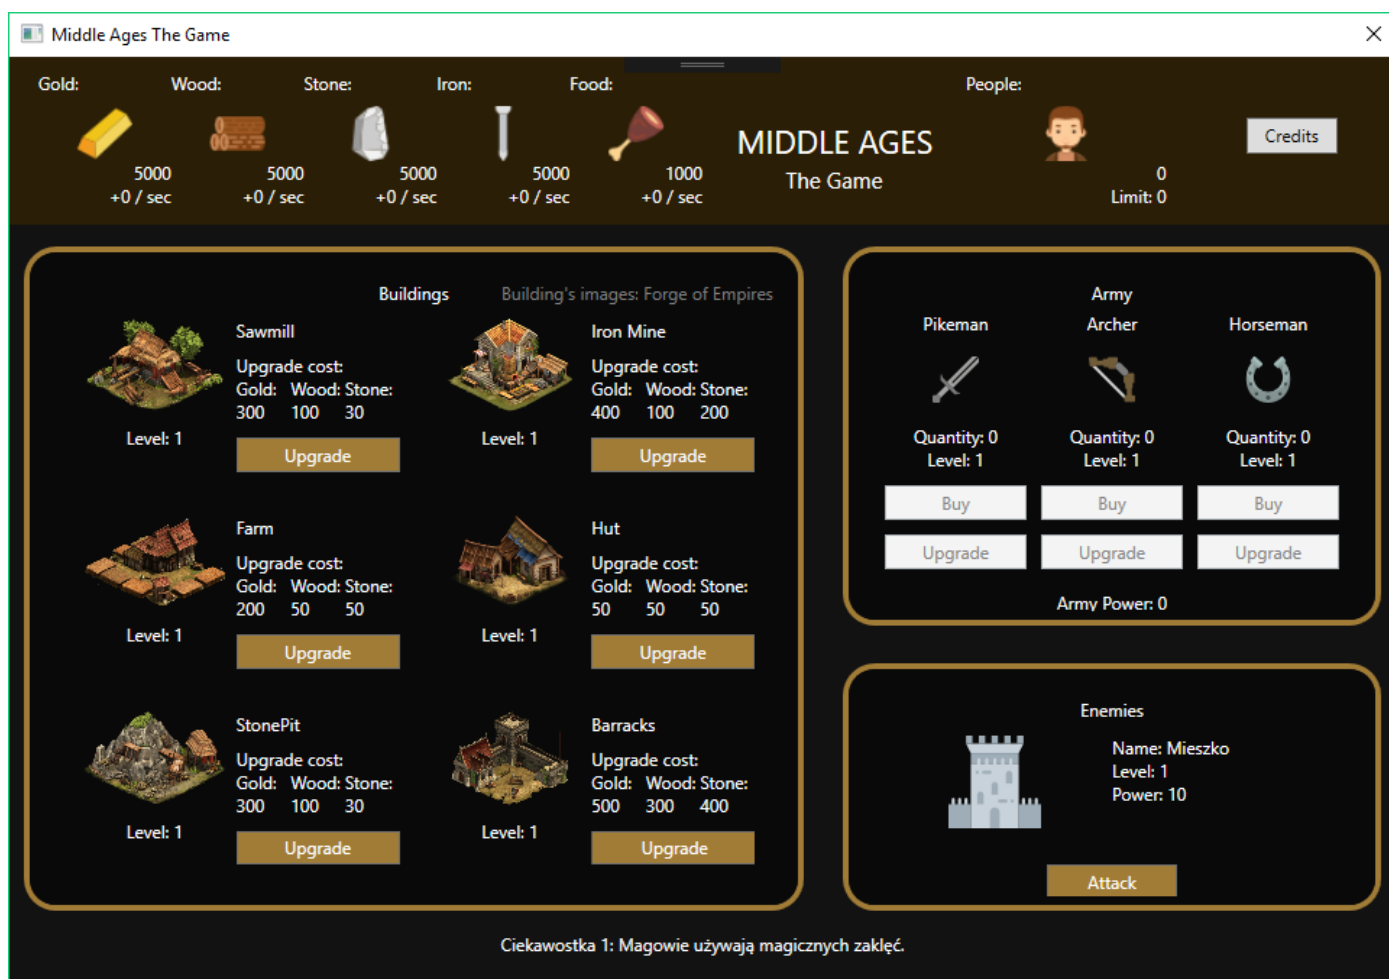 Middle Ages The Game
Gold: Wood: Stone: Iron: Food: People:
MIDDLE AGES
The Game
Credits
5000 5000 5000 5000 1000 0
+0 / sec +0 / sec +0 / sec +0 / sec +0 / sec Limit: 0
Buildings Building's images: Forge of Empires
Sawmill
Upgrade cost:
Gold: Wood: Stone:
300 100 30
Level: 1
Upgrade
Iron Mine
Upgrade cost:
Gold: Wood: Stone:
400 100 200
Level: 1
Upgrade
Farm
Upgrade cost:
Gold: Wood: Stone:
200 50 50
Level: 1
Upgrade
Hut
Upgrade cost:
Gold: Wood: Stone:
50 50 50
Level: 1
Upgrade
StonePit
Upgrade cost:
Gold: Wood: Stone:
300 100 30
Level: 1
Upgrade
Barracks
Upgrade cost:
Gold: Wood: Stone:
500 300 400
Level: 1
Upgrade
Army
Pikeman Archer Horseman
Quantity: 0 Quantity: 0 Quantity: 0
Level: 1 Level: 1 Level: 1
Buy Buy Buy
Upgrade Upgrade Upgrade
Army Power: 0
Enemies
Name: Mieszko
Level: 1
Power: 10
Attack
Ciekawostka 1: Magowie używają magicznych zaklęć.